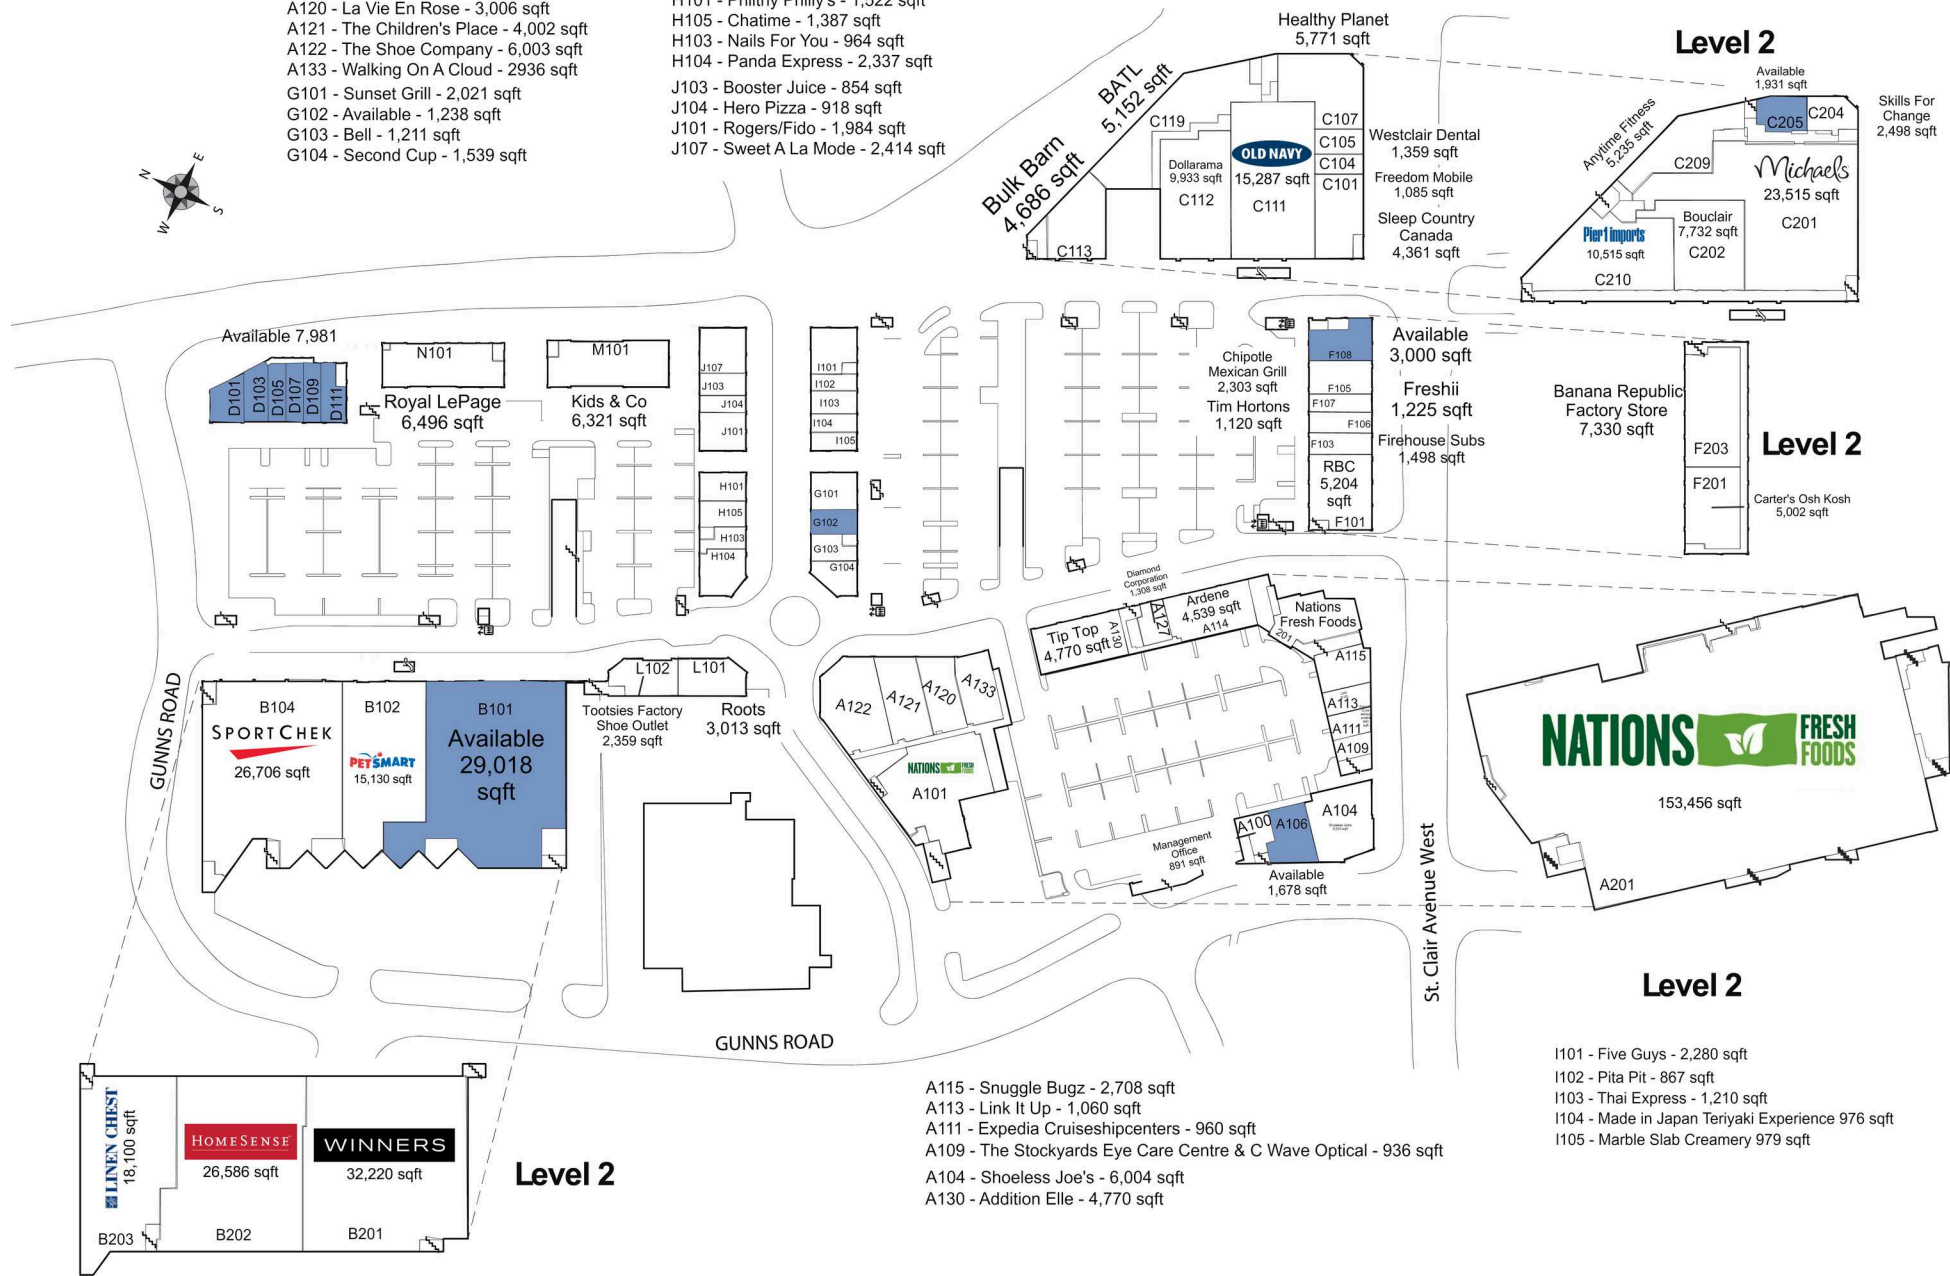 A120 - La Vie En Rose - 3,006 sqft
A121 - The Children's Place - 4,002 sqft
A122 - The Shoe Company - 6,003 sqft
A133 - Walking On A Cloud - 2936 sqft
G101 - Sunset Grill - 2,021 sqft
G102 - Available - 1,238 sqft
G103 - Bell - 1,211 sqft
G104 - Second Cup - 1,539 sqft
H101 - Philthy Philly's - 1,522 sqft
H105 - Chatime - 1,387 sqft
H103 - Nails For You - 964 sqft
H104 - Panda Express - 2,337 sqft
J103 - Booster Juice - 854 sqft
J104 - Hero Pizza - 918 sqft
J101 - Rogers/Fido - 1,984 sqft
J107 - Sweet A La Mode - 2,414 sqft
N
E
S
W
Healthy Planet
5,771 sqft
BATL
5,152 sqft
Bulk Barn
4,686 sqft
C119
C113
Dollarama
9,933 sqft
C112
OLD NAVY
15,287 sqft
C111
C107
C105
C104
C101
Westclair Dental
1,359 sqft
Freedom Mobile
1,085 sqft
Sleep Country
Canada
4,361 sqft
Level 2
Available
1,931 sqft
C205
C204
Skills For
Change
2,498 sqft
Anytime Fitness
5,235 sqft
C209
Michaels
23,515 sqft
C201
Bouclair
7,732 sqft
C202
Pier 1 imports
10,515 sqft
C210
Available 7,981
D101
D103
D105
D107
D109
D111
N101
Royal LePage
6,496 sqft
M101
Kids & Co
6,321 sqft
J107
J103
J104
J101
I101
I102
I103
I104
I105
H101
H105
H103
H104
G101
G102
G103
G104
Chipotle
Mexican Grill
2,303 sqft
Tim Hortons
1,120 sqft
F108
F105
F107
F106
F103
RBC
5,204
sqft
F101
Available
3,000 sqft
Freshii
1,225 sqft
Firehouse Subs
1,498 sqft
Banana Republic
Factory Store
7,330 sqft
F203
F201
Level 2
Carter's Osh Kosh
5,002 sqft
Diamond
Corporation
1,308 sqft
Tip Top
4,770 sqft
A130
A127
Ardene
4,539 sqft
A114
Nations
Fresh Foods
201
A115
A113
A111
A109
A104
A100
A106
Management
Office
891 sqft
Available
1,678 sqft
A122
A121
A120
A133
NATIONS FRESH FOODS
A101
GUNNS ROAD
B104
SPORT CHEK
26,706 sqft
B102
PETSMART
15,130 sqft
B101
Available
29,018
sqft
L102
L101
Tootsies Factory
Shoe Outlet
2,359 sqft
Roots
3,013 sqft
NATIONS FRESH FOODS
153,456 sqft
A201
St. Clair Avenue West
Level 2
GUNNS ROAD
LINEN CHEST
18,100 sqft
B203
HOMESENSE
26,586 sqft
B202
WINNERS
32,220 sqft
B201
Level 2
A115 - Snuggle Bugz - 2,708 sqft
A113 - Link It Up - 1,060 sqft
A111 - Expedia Cruiseshipcenters - 960 sqft
A109 - The Stockyards Eye Care Centre & C Wave Optical - 936 sqft
A104 - Shoeless Joe's - 6,004 sqft
A130 - Addition Elle - 4,770 sqft
I101 - Five Guys - 2,280 sqft
I102 - Pita Pit - 867 sqft
I103 - Thai Express - 1,210 sqft
I104 - Made in Japan Teriyaki Experience 976 sqft
I105 - Marble Slab Creamery 979 sqft